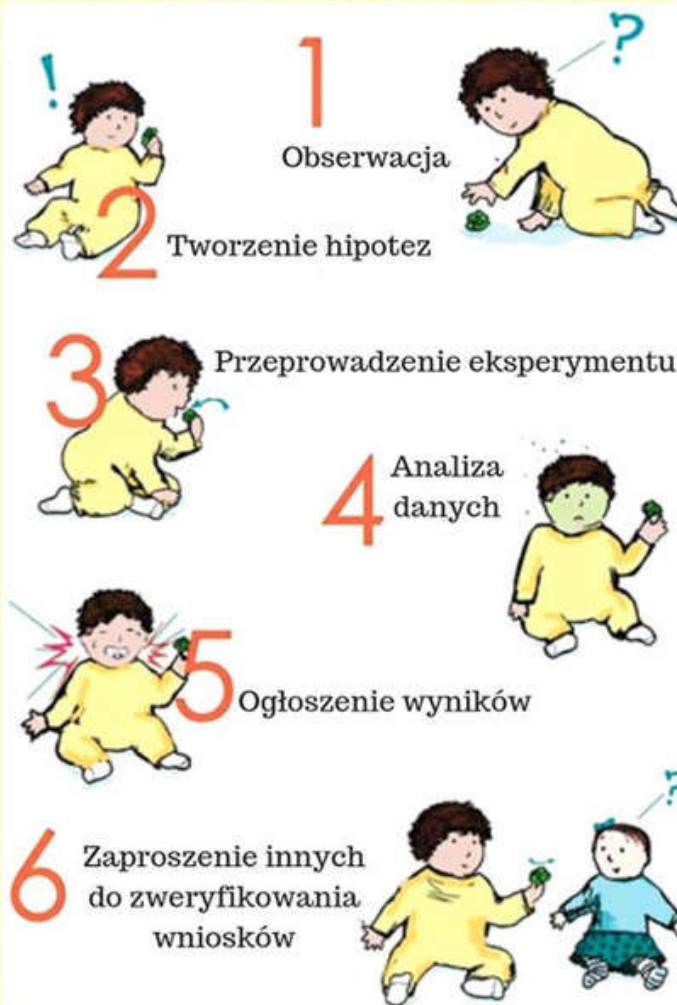 !
1
?
Obserwacja
2
Tworzenie hipotez
3
Przeprowadzenie eksperymentu
4
Analiza
danych
5
Ogłoszenie wyników
?
6
Zaproszenie innych
do zweryfikowania
wniosków